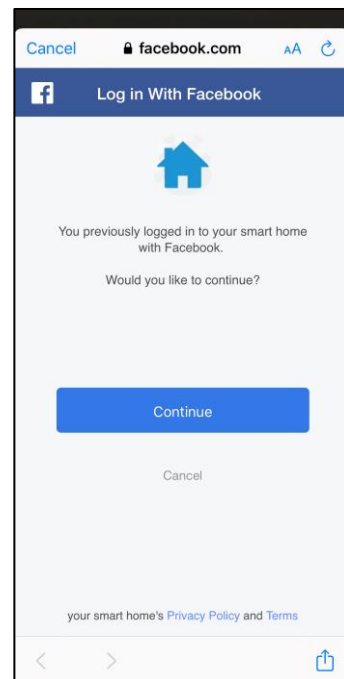 Cancel facebook.com AA
f Log in With Facebook
You previously logged in to your smart home
with Facebook.
Would you like to continue?
Continue
Cancel
your smart home's Privacy Policy and Terms